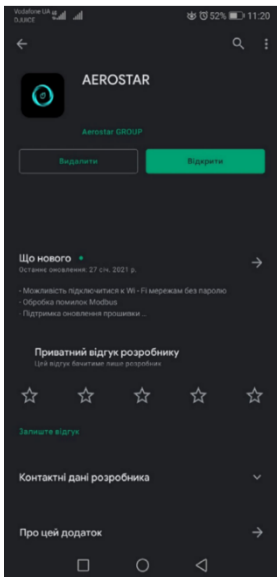 Vodafone UA
DJUICE
52%
11:20
AEROSTAR
Aerostar GROUP
Видалити
Відкрити
Що нового
Останнє оновлення: 27 січ. 2021 р.
- Можливість підключитися к Wi - Fi мережам без паролю
- Обробка помилок Modbus
- Підтримка оновлення прошивки ...
Приватний відгук розробнику
Цей відгук бачитиме лише розробник
Залиште відгук
Контактні дані розробника
Про цей додаток